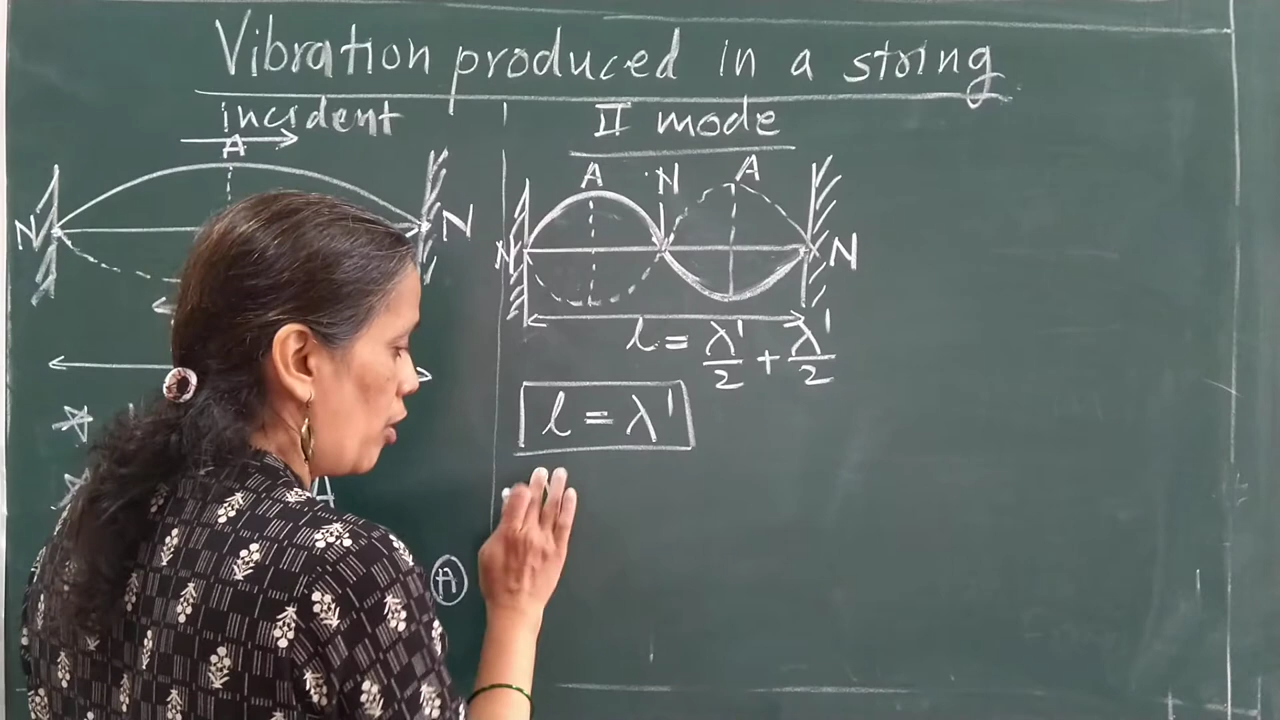 Vibration produced in a string
incident
A
N N
II mode
A N A
N N
l = λ'/2 + λ'/2
l = λ'
A